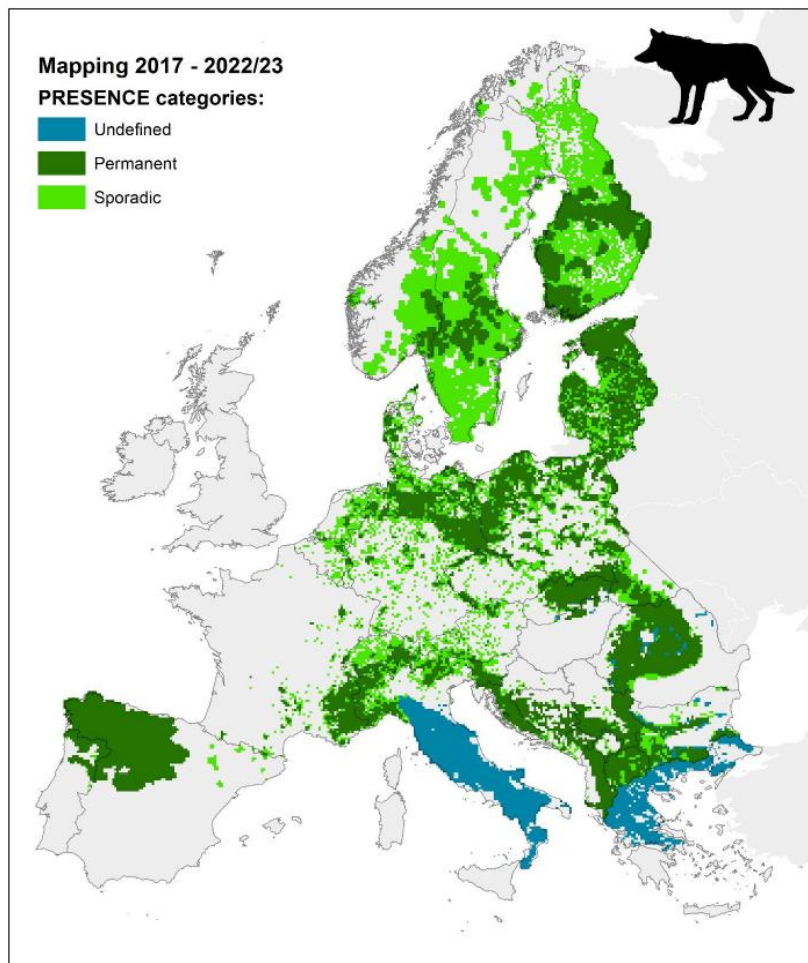 Mapping 2017 - 2022/23
PRESENCE categories:
Undefined
Permanent
Sporadic